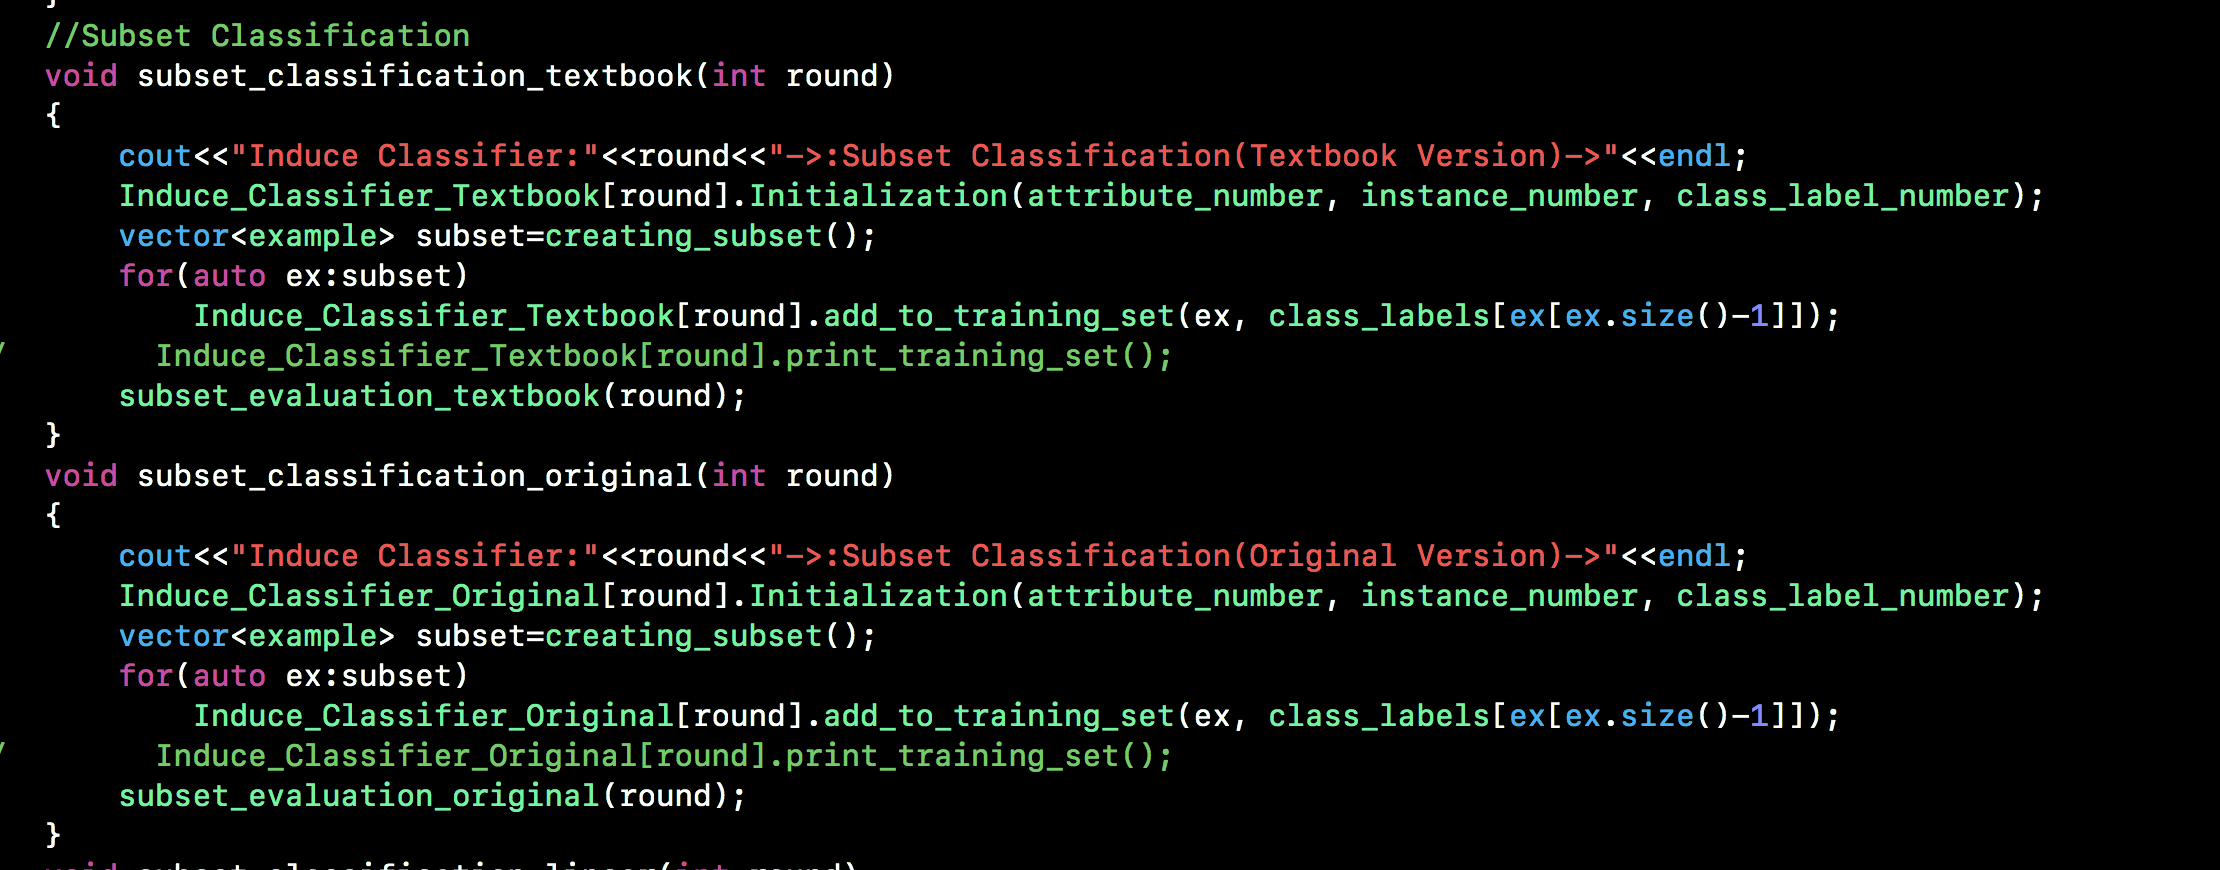 }
//Subset Classification
void subset_classification_textbook(int round)
{
    cout<<"Induce Classifier:"<<round<<"->:Subset Classification(Textbook Version)->"<<endl;
    Induce_Classifier_Textbook[round].Initialization(attribute_number, instance_number, class_label_number);
    vector<example> subset=creating_subset();
    for(auto ex:subset)
        Induce_Classifier_Textbook[round].add_to_training_set(ex, class_labels[ex[ex.size()-1]]);
/        Induce_Classifier_Textbook[round].print_training_set();
    subset_evaluation_textbook(round);
}
void subset_classification_original(int round)
{
    cout<<"Induce Classifier:"<<round<<"->:Subset Classification(Original Version)->"<<endl;
    Induce_Classifier_Original[round].Initialization(attribute_number, instance_number, class_label_number);
    vector<example> subset=creating_subset();
    for(auto ex:subset)
        Induce_Classifier_Original[round].add_to_training_set(ex, class_labels[ex[ex.size()-1]]);
/        Induce_Classifier_Original[round].print_training_set();
    subset_evaluation_original(round);
}
void subset_classification_linear(int round)